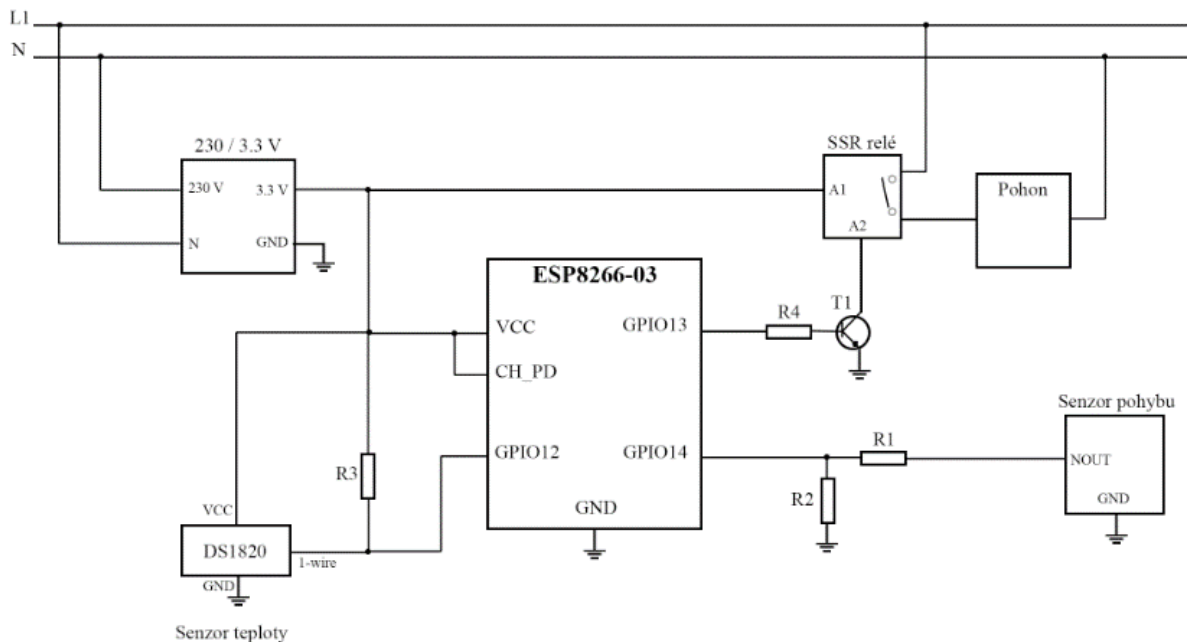 L1
N
230 / 3.3 V
230 V
3.3 V
N
GND
SSR relé
A1
A2
Pohon
ESP8266-03
VCC
GPIO13
CH_PD
GPIO12
GPIO14
GND
R4
T1
Senzor pohybu
R1
NOUT
GND
R2
R3
VCC
DS1820
1-wire
GND
Senzor teploty